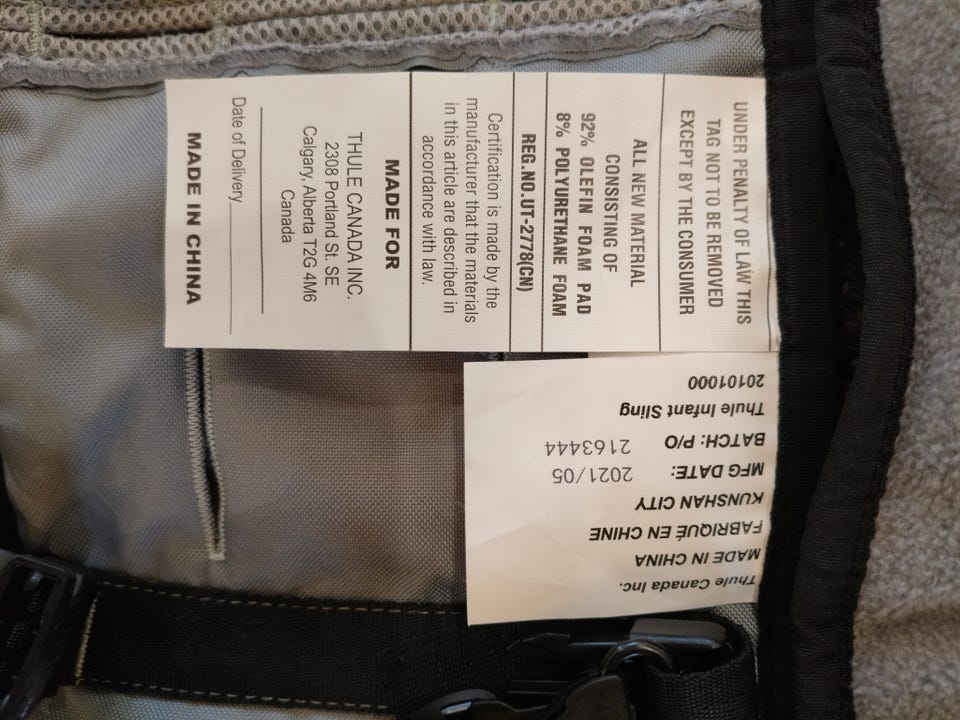 UNDER PENALTY OF LAW THIS
TAG NOT TO BE REMOVED
EXCEPT BY THE CONSUMER
ALL NEW MATERIAL
CONSISTING OF
92% OLEFIN FOAM PAD
8% POLYURETHANE FOAM
REG.NO.UT-2778(CN)
Certification is made by the
manufacturer that the materials
in this article are described in
accordance with law.
MADE FOR
THULE CANADA INC.
2308 Portland St. SE
Calgary, Alberta T2G 4M6
Canada
Date of Delivery
MADE IN CHINA
Thule Canada Inc.
MADE IN CHINA
FABRIQUÉ EN CHINE
KUNSHAN CITY
MFG DATE: 2021/05
BATCH: P/O 2163444
Thule Infant Sling
20101000